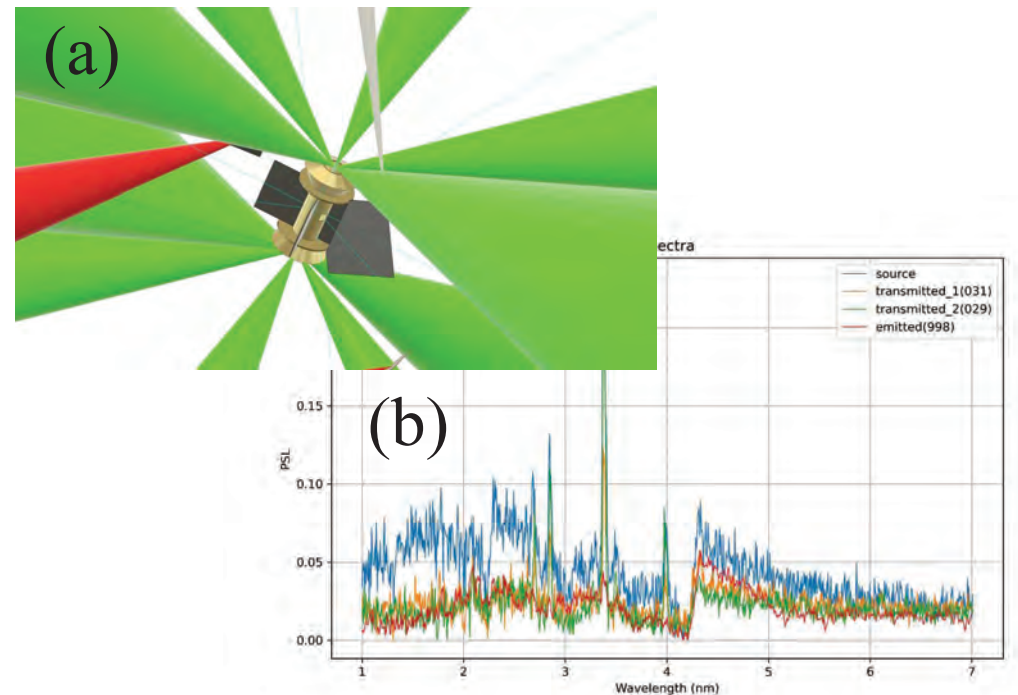 (a)
ectra
source
transmitted_1(031)
transmitted_2(029)
emitted(998)
0.15
(b)
PSL
0.10
0.05
0.00
1 2 3 4 5 6 7
Wavelength (nm)